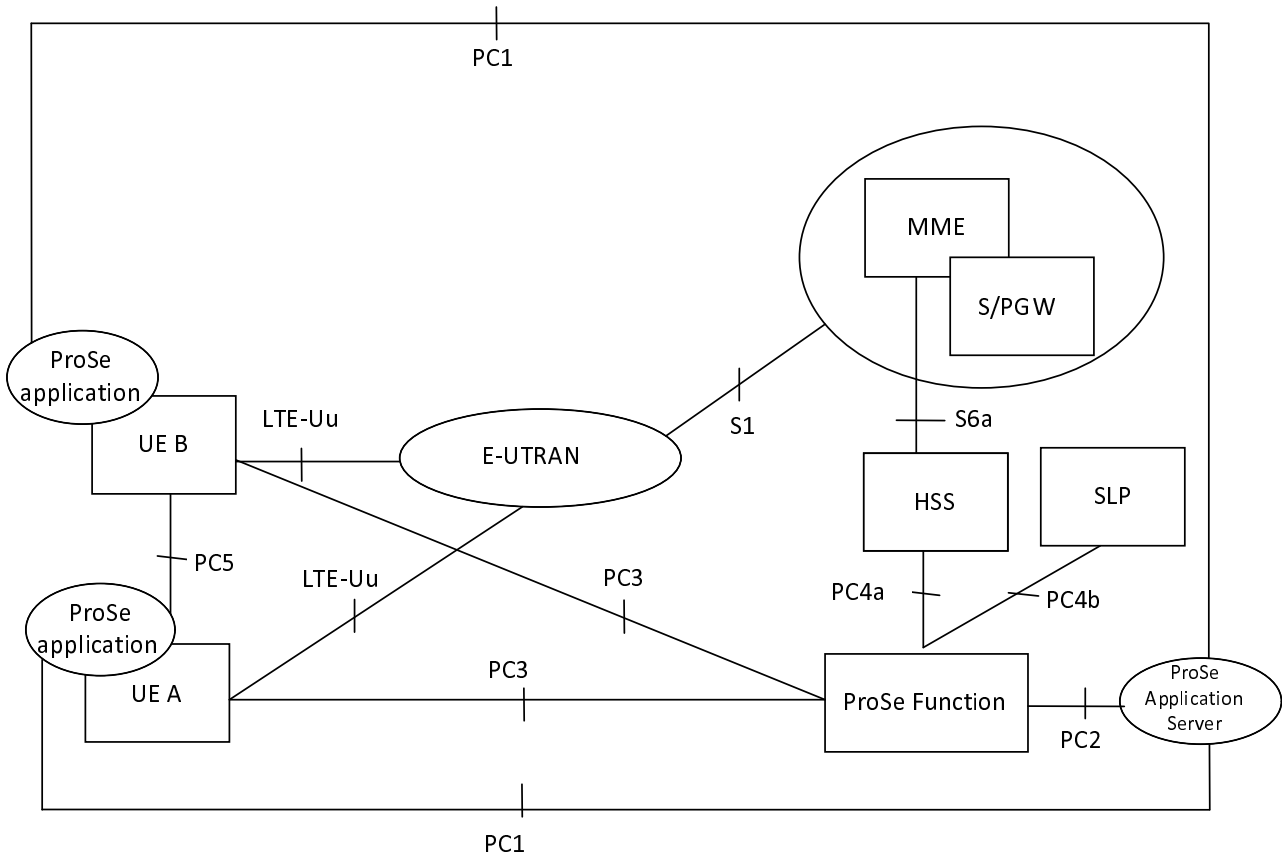 PC1
MME
S/PGW
ProSe
application
UE B
LTE-Uu
E-UTRAN
S1
S6a
HSS
SLP
PC5
LTE-Uu
PC3
PC4a
PC4b
ProSe
application
UE A
PC3
ProSe Function
ProSe
Application
Server
PC2
PC1